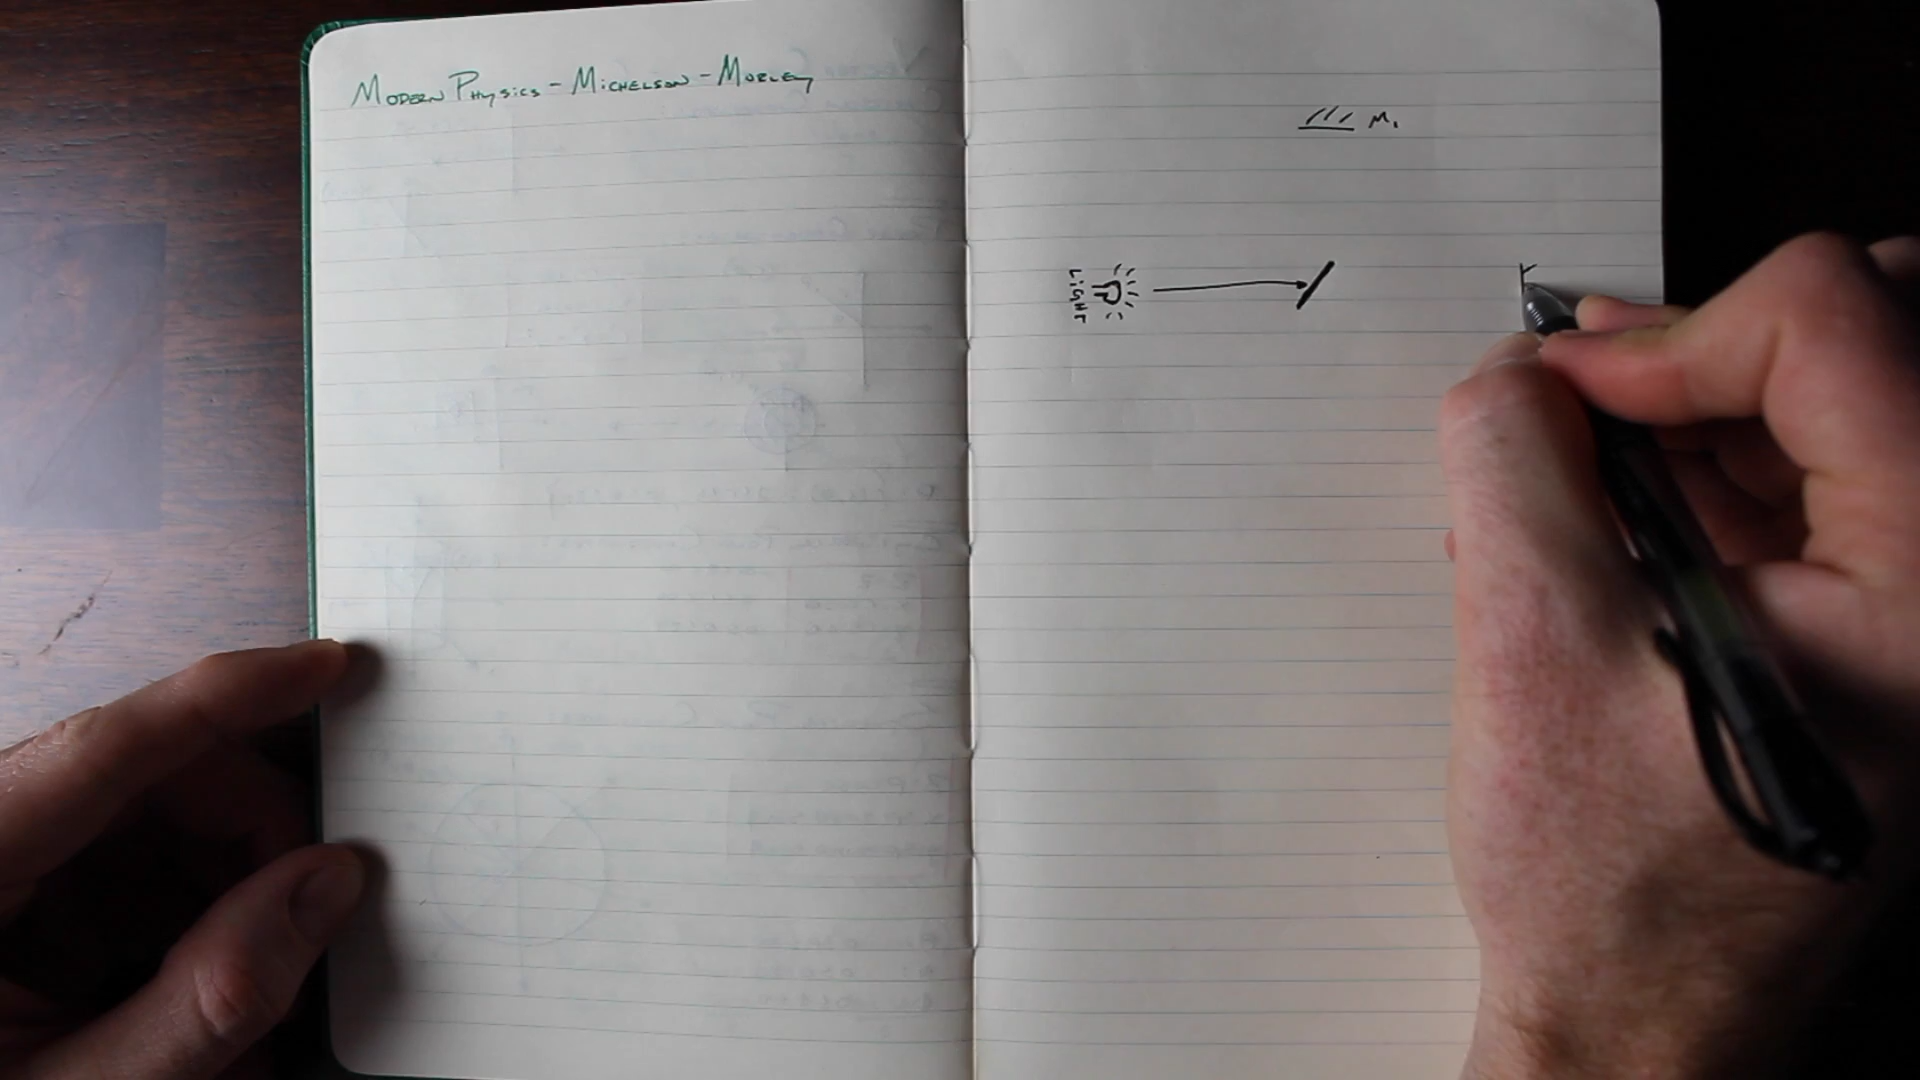 Modern Physics - Michelson - Morley
M₁
Light